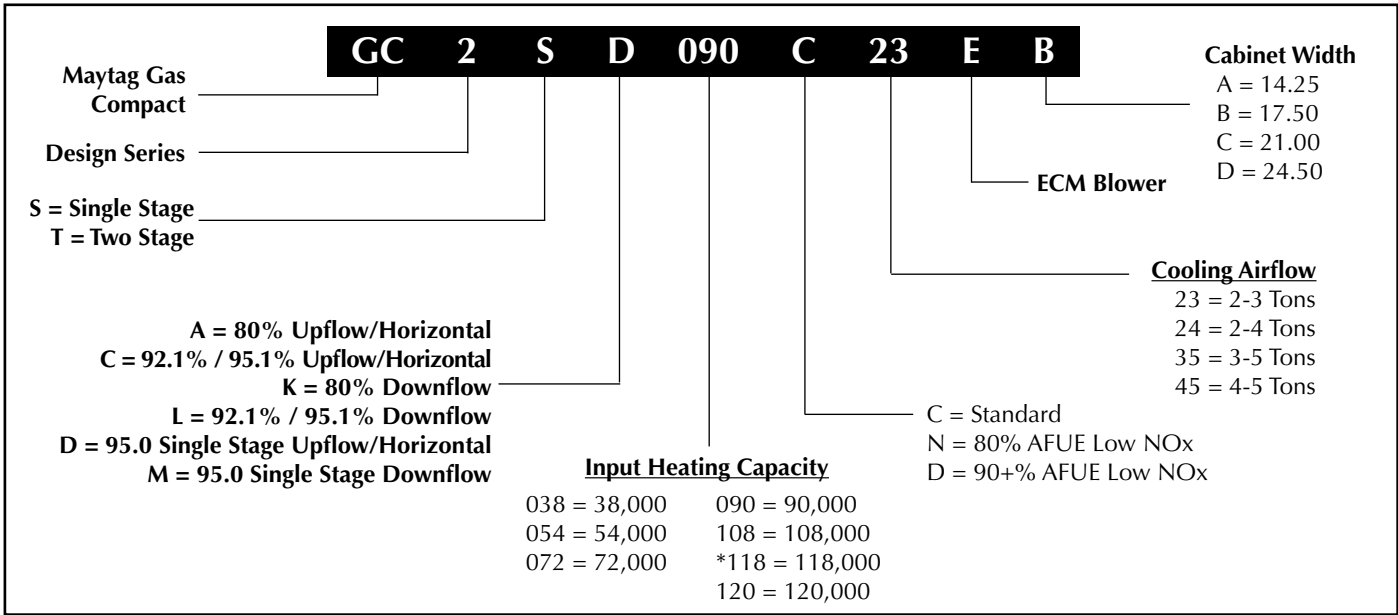 GC 2 S D 090 C 23 E B
Maytag Gas
Compact
Design Series
S = Single Stage
T = Two Stage
A = 80% Upflow/Horizontal
C = 92.1% / 95.1% Upflow/Horizontal
K = 80% Downflow
L = 92.1% / 95.1% Downflow
D = 95.0 Single Stage Upflow/Horizontal
M = 95.0 Single Stage Downflow
Input Heating Capacity
038 = 38,000 090 = 90,000
054 = 54,000 108 = 108,000
072 = 72,000 *118 = 118,000
120 = 120,000
C = Standard
N = 80% AFUE Low NOx
D = 90+% AFUE Low NOx
Cooling Airflow
23 = 2-3 Tons
24 = 2-4 Tons
35 = 3-5 Tons
45 = 4-5 Tons
ECM Blower
Cabinet Width
A = 14.25
B = 17.50
C = 21.00
D = 24.50